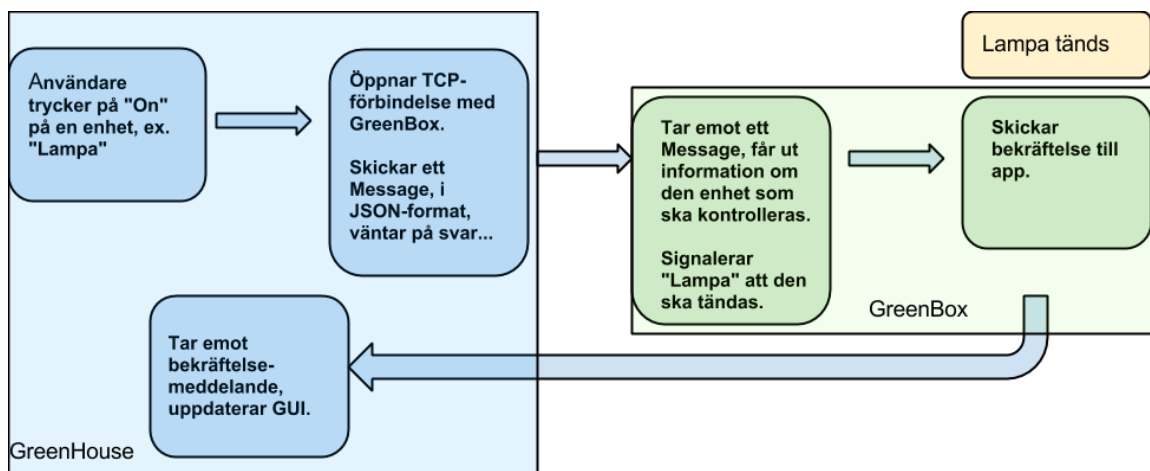 Användare
trycker på "On"
på en enhet, ex.
"Lampa"
Öppnar TCP-
förbindelse med
GreenBox.
Skickar ett
Message, i
JSON-format,
väntar på svar...
Tar emot ett
Message, får ut
information om
den enhet som
ska kontrolleras.
Signalerar
"Lampa" att den
ska tändas.
Lampa tänds
Skickar
bekräftelse till
app.
GreenBox
Tar emot
bekräftelse-
meddelande,
uppdaterar GUI.
GreenHouse